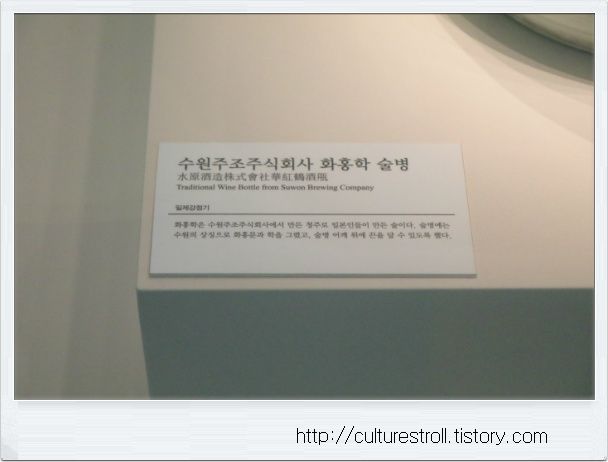 수원주조주식회사 화홍학 술병
水原酒造株式會社華紅鶴酒甁
Traditional Wine Bottle from Suwon Brewing Company
일제강점기
화홍학은 수원주조주식회사에서 만든 청주로 일본인들이 만든 술이다. 술병에는
수원의 상징으로 화홍문과 학을 그렸고, 술병 어깨 위에 끈을 달 수 있도록 했다.
http://culturestroll.tistory.com